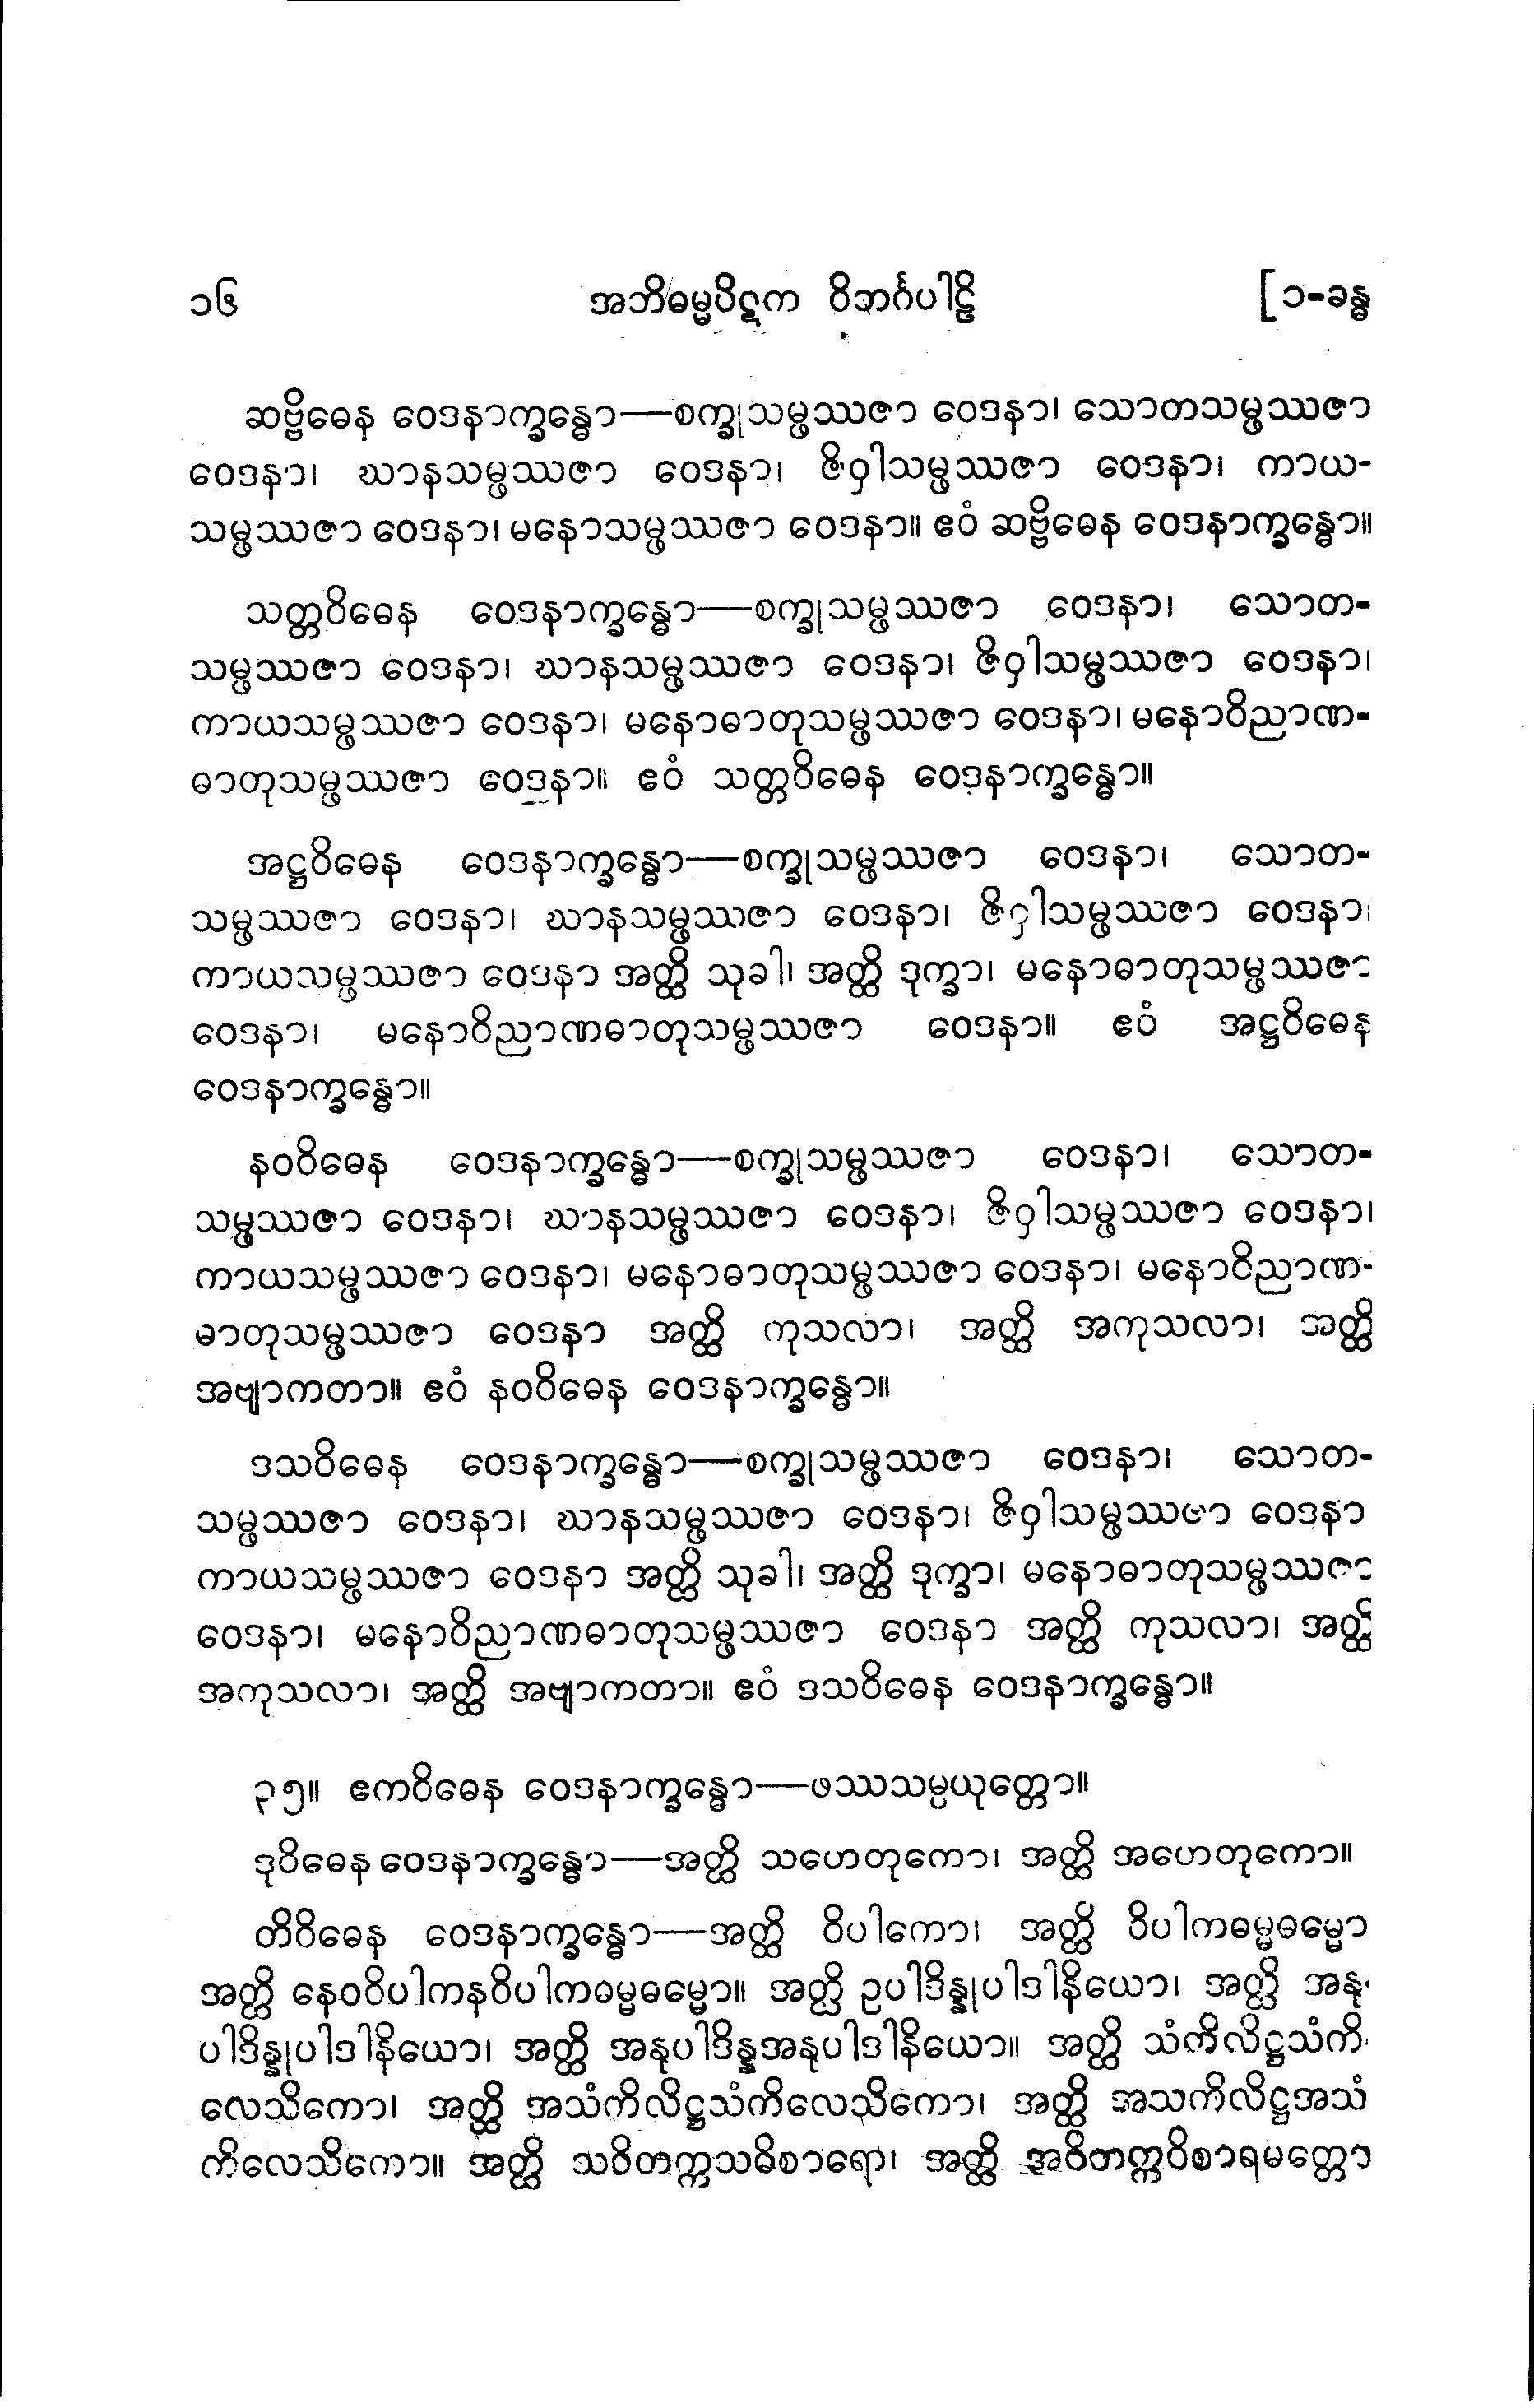 ၁၆ အဘိဓမ္မပိဋက ဝိဘင်္ဂပါဠိ [၁-ခန္ဓ
ဆဗ္ဗိဓေန ဝေဒနာက္ခန္ဓော—စက္ခုသမ္ဖဿဇာ ဝေဒနာ၊ သောတသမ္ဖဿဇာ
ဝေဒနာ၊ ဃာနသမ္ဖဿဇာ ဝေဒနာ၊ ဇိဝှါသမ္ဖဿဇာ ဝေဒနာ၊ ကာယ-
သမ္ဖဿဇာ ဝေဒနာ၊ မနောသမ္ဖဿဇာ ဝေဒနာ။ ဧဝံ ဆဗ္ဗိဓေန ဝေဒနာက္ခန္ဓော။
သတ္တဝိဓေန ဝေဒနာက္ခန္ဓော—စက္ခုသမ္ဖဿဇာ ဝေဒနာ၊ သောတ-
သမ္ဖဿဇာ ဝေဒနာ၊ ဃာနသမ္ဖဿဇာ ဝေဒနာ၊ ဇိဝှါသမ္ဖဿဇာ ဝေဒနာ၊
ကာယသမ္ဖဿဇာ ဝေဒနာ၊ မနောဓာတုသမ္ဖဿဇာ ဝေဒနာ၊ မနောဝိညာဏ-
ဓာတုသမ္ဖဿဇာ ဝေဒနာ။ ဧဝံ သတ္တဝိဓေန ဝေဒနာက္ခန္ဓော။
အဋ္ဌဝိဓေန ဝေဒနာက္ခန္ဓော—စက္ခုသမ္ဖဿဇာ ဝေဒနာ၊ သောတ-
သမ္ဖဿဇာ ဝေဒနာ၊ ဃာနသမ္ဖဿဇာ ဝေဒနာ၊ ဇိဝှါသမ္ဖဿဇာ ဝေဒနာ၊
ကာယသမ္ဖဿဇာ ဝေဒနာ အတ္ထိ သုခါ၊ အတ္ထိ ဒုက္ခာ၊ မနောဓာတုသမ္ဖဿဇာ
ဝေဒနာ၊ မနောဝိညာဏဓာတုသမ္ဖဿဇာ ဝေဒနာ။ ဧဝံ အဋ္ဌဝိဓေန
ဝေဒနာက္ခန္ဓော။
နဝဝိဓေန ဝေဒနာက္ခန္ဓော—စက္ခုသမ္ဖဿဇာ ဝေဒနာ၊ သောတ-
သမ္ဖဿဇာ ဝေဒနာ၊ ဃာနသမ္ဖဿဇာ ဝေဒနာ၊ ဇိဝှါသမ္ဖဿဇာ ဝေဒနာ၊
ကာယသမ္ဖဿဇာ ဝေဒနာ၊ မနောဓာတုသမ္ဖဿဇာ ဝေဒနာ၊ မနောဝိညာဏ-
ဓာတုသမ္ဖဿဇာ ဝေဒနာ အတ္ထိ ကုသလာ၊ အတ္ထိ အကုသလာ၊ အတ္ထိ
အဗျာကတာ။ ဧဝံ နဝဝိဓေန ဝေဒနာက္ခန္ဓော။
ဒသဝိဓေန ဝေဒနာက္ခန္ဓော—စက္ခုသမ္ဖဿဇာ ဝေဒနာ၊ သောတ-
သမ္ဖဿဇာ ဝေဒနာ၊ ဃာနသမ္ဖဿဇာ ဝေဒနာ၊ ဇိဝှါသမ္ဖဿဇာ ဝေဒနာ
ကာယသမ္ဖဿဇာ ဝေဒနာ အတ္ထိ သုခါ၊ အတ္ထိ ဒုက္ခာ၊ မနောဓာတုသမ္ဖဿဇာ
ဝေဒနာ၊ မနောဝိညာဏဓာတုသမ္ဖဿဇာ ဝေဒနာ အတ္ထိ ကုသလာ၊ အတ္ထိ
အကုသလာ၊ အတ္ထိ အဗျာကတာ။ ဧဝံ ဒသဝိဓေန ဝေဒနာက္ခန္ဓော။
၃၅။ ဧကဝိဓေန ဝေဒနာက္ခန္ဓော—ဖဿသမ္ပယုတ္တော။
ဒုဝိဓေန ဝေဒနာက္ခန္ဓော—အတ္ထိ သဟေတုကော၊ အတ္ထိ အဟေတုကော။
တိဝိဓေန ဝေဒနာက္ခန္ဓော—အတ္ထိ ဝိပါကော၊ အတ္ထိ ဝိပါကဓမ္မဓမ္မော
အတ္ထိ နေဝဝိပါကနဝိပါကဓမ္မဓမ္မော။ အတ္ထိ ဥပါဒိန္နုပါဒါနိယော၊ အတ္ထိ အနု-
ပါဒိန္နုပါဒါနိယော၊ အတ္ထိ အနုပါဒိန္နအနုပါဒါနိယော။ အတ္ထိ သံကိလိဋ္ဌသံကိ-
လေသိကော၊ အတ္ထိ အသံကိလိဋ္ဌသံကိလေသိကော၊ အတ္ထိ အသံကိလိဋ္ဌအသံ
ကိလေသိကော။ အတ္ထိ သဝိတက္ကသဝိစာရော၊ အတ္ထိ အဝိတက္ကဝိစာရမတ္တော